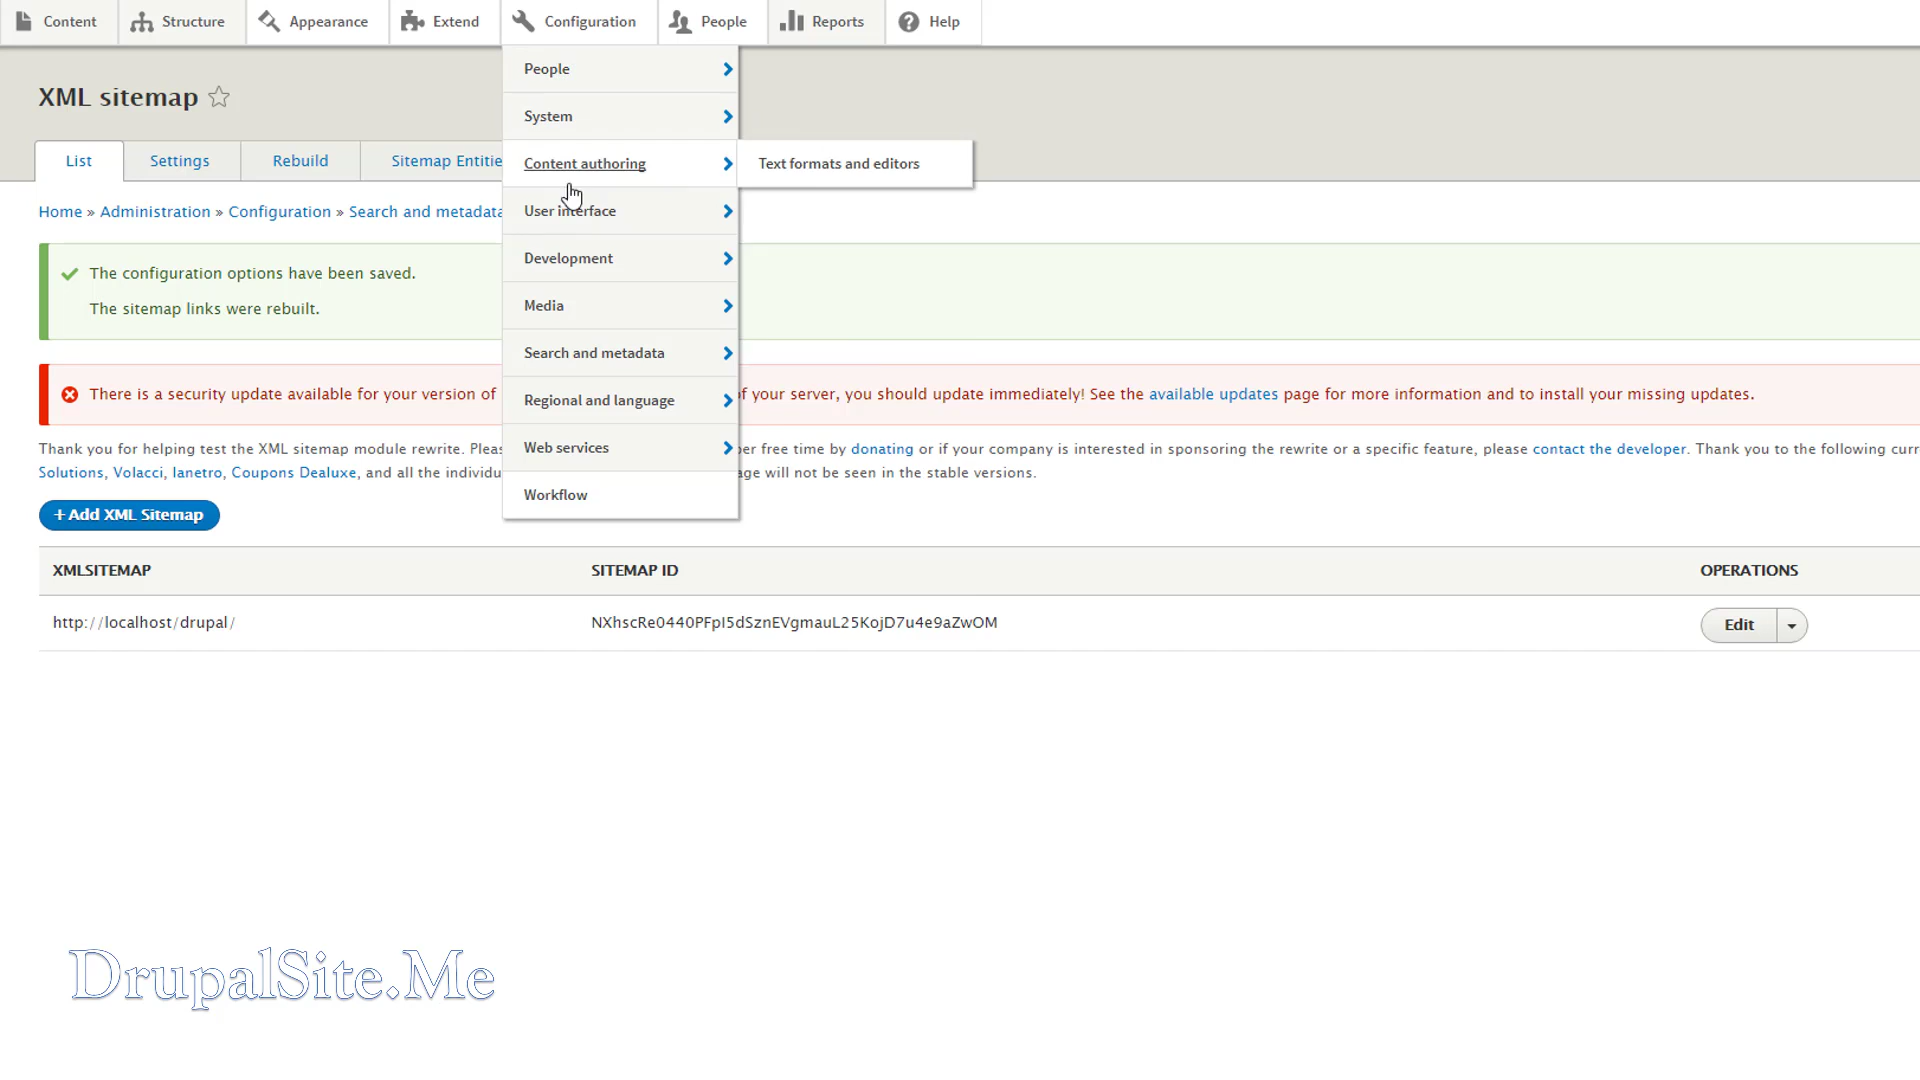 Content Structure Appearance Extend Configuration People Reports Help
XML sitemap
List Settings Rebuild Sitemap Entitie
Home » Administration » Configuration » Search and metadata
People
System
Content authoring
Text formats and editors
User interface
Development
Media
Search and metadata
Regional and language
Web services
Workflow
The configuration options have been saved.
The sitemap links were rebuilt.
There is a security update available for your version of of your server, you should update immediately! See the available updates page for more information and to install your missing updates.
Thank you for helping test the XML sitemap module rewrite. Pleas per free time by donating or if your company is interested in sponsoring the rewrite or a specific feature, please contact the developer. Thank you to the following curr
Solutions, Volacci, lanetro, Coupons Dealuxe, and all the individu ge will not be seen in the stable versions.
+ Add XML Sitemap
XMLSITEMAP SITEMAP ID OPERATIONS
http://localhost/drupal/ NXhscRe0440PFpI5dSznEVgmauL25KojD7u4e9aZwOM Edit
DrupalSite.Me